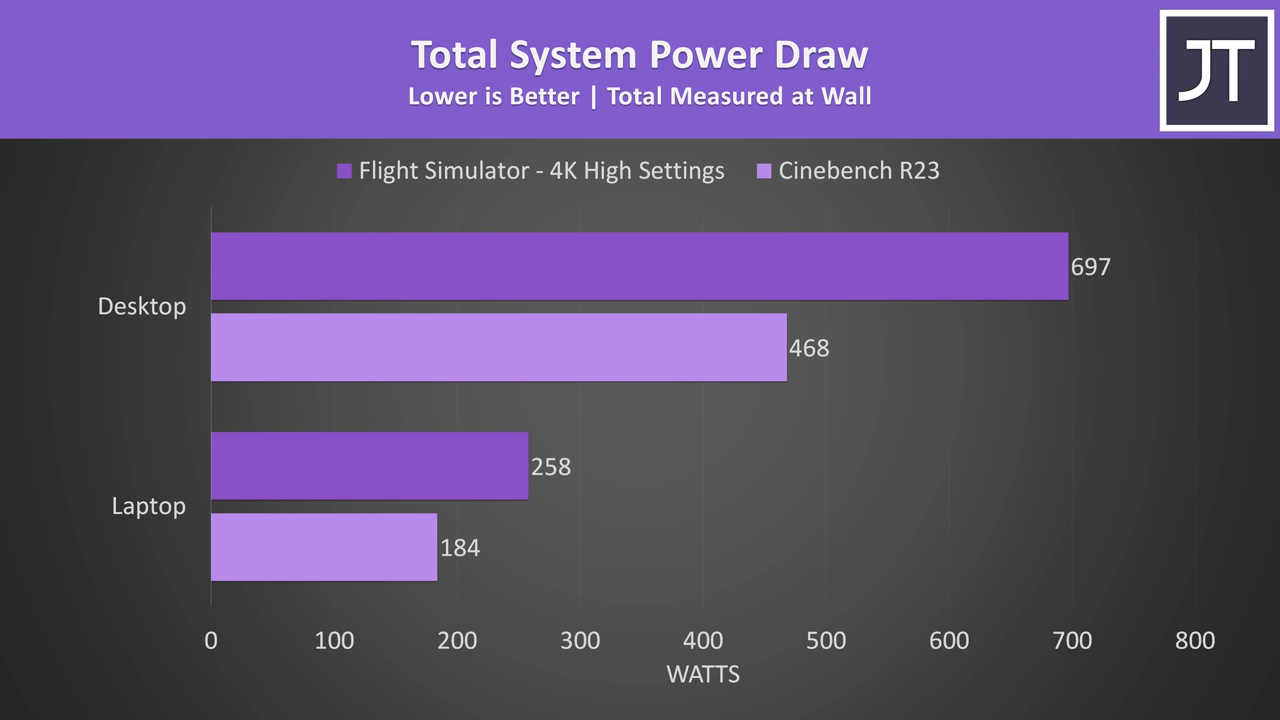 Total System Power Draw
Lower is Better | Total Measured at Wall
JT
Flight Simulator - 4K High Settings
Cinebench R23
Desktop
697
468
Laptop
258
184
0 100 200 300 400 500 600 700 800
WATTS